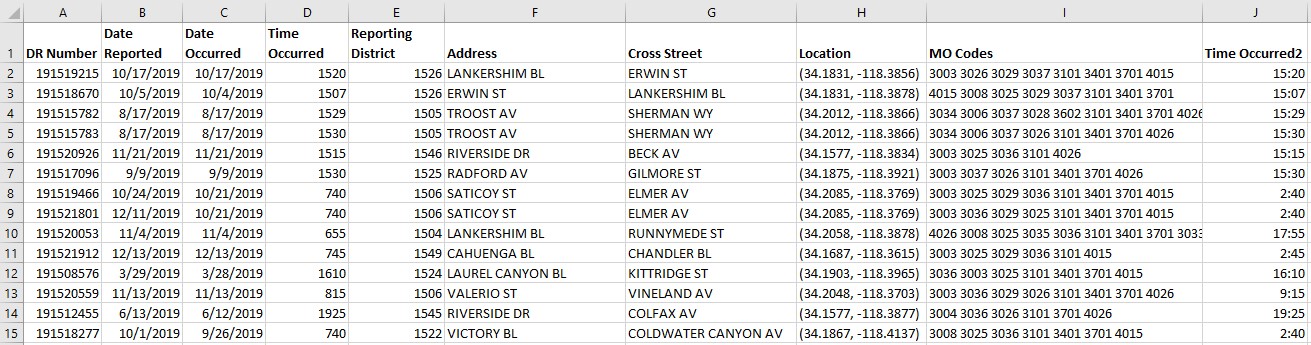 A B C D E F G H I J
1 DR Number Date Reported Date Occurred Time Occurred Reporting District Address Cross Street Location MO Codes Time Occurred2
2 191519215 10/17/2019 10/17/2019 1520 1526 LANKERSHIM BL ERWIN ST (34.1831, -118.3856) 3003 3026 3029 3037 3101 3401 3701 4015 15:20
3 191518670 10/5/2019 10/4/2019 1507 1526 ERWIN ST LANKERSHIM BL (34.1831, -118.3878) 4015 3008 3025 3029 3037 3101 3401 3701 15:07
4 191515782 8/17/2019 8/17/2019 1529 1505 TROOST AV SHERMAN WY (34.2012, -118.3866) 3034 3006 3037 3028 3602 3101 3401 3701 4026 15:29
5 191515783 8/17/2019 8/17/2019 1530 1505 TROOST AV SHERMAN WY (34.2012, -118.3866) 3034 3006 3037 3026 3101 3401 3701 4026 15:30
6 191520926 11/21/2019 11/21/2019 1515 1546 RIVERSIDE DR BECK AV (34.1577, -118.3834) 3003 3025 3036 3101 4026 15:15
7 191517096 9/9/2019 9/9/2019 1530 1525 RADFORD AV GILMORE ST (34.1875, -118.3921) 3003 3037 3026 3101 3401 3701 4026 15:30
8 191519466 10/24/2019 10/21/2019 740 1506 SATICOY ST ELMER AV (34.2085, -118.3769) 3003 3025 3029 3036 3101 3401 3701 4015 2:40
9 191521801 12/11/2019 10/21/2019 740 1506 SATICOY ST ELMER AV (34.2085, -118.3769) 3003 3036 3029 3025 3101 3401 3701 4015 2:40
10 191520053 11/4/2019 11/4/2019 655 1504 LANKERSHIM BL RUNNYMEDE ST (34.2058, -118.3878) 4026 3008 3025 3035 3036 3101 3401 3701 3033 17:55
11 191521912 12/13/2019 12/13/2019 745 1549 CAHUENGA BL CHANDLER BL (34.1687, -118.3615) 3003 3025 3029 3036 3101 4015 2:45
12 191508576 3/29/2019 3/28/2019 1610 1524 LAUREL CANYON BL KITTRIDGE ST (34.1903, -118.3965) 3036 3003 3025 3101 3401 3701 4015 16:10
13 191520559 11/13/2019 11/13/2019 815 1506 VALERIO ST VINELAND AV (34.2048, -118.3703) 3003 3036 3029 3026 3101 3401 3701 4026 9:15
14 191512455 6/13/2019 6/12/2019 1925 1545 RIVERSIDE DR COLFAX AV (34.1577, -118.3877) 3004 3036 3026 3101 3701 4026 19:25
15 191518277 10/1/2019 9/26/2019 740 1522 VICTORY BL COLDWATER CANYON AV (34.1867, -118.4137) 3008 3025 3036 3101 3401 3701 4015 2:40